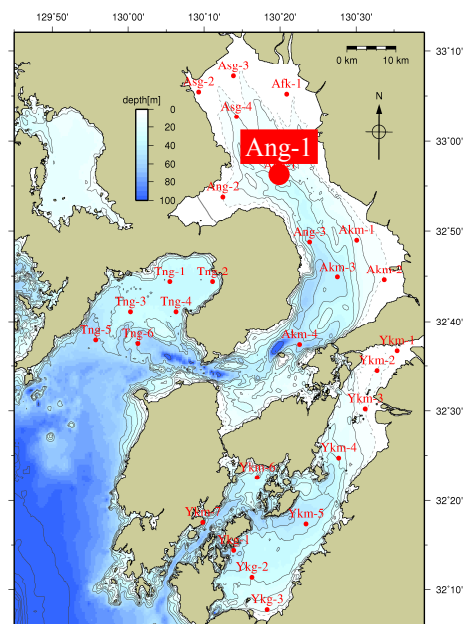 129°50' 130°00' 130°10' 130°20' 130°30'
33°10'
33°00'
32°50'
32°40'
32°30'
32°20'
32°10'
0 km 10 km
N
depth[m]
0
20
40
60
80
100
Asg-3
Asg-2
Afk-1
Asg-4
Ang-1
Ang-2
Ang-3
Akm-1
Akm-3
Akm-2
Tng-1
Tng-2
Tng-3
Tng-4
Tng-5
Tng-6
Akm-4
Ykm-1
Ykm-2
Ykm-3
Ykm-4
Ykm-6
Ykm-7
Ykm-5
Ykg-1
Ykg-2
Ykg-3